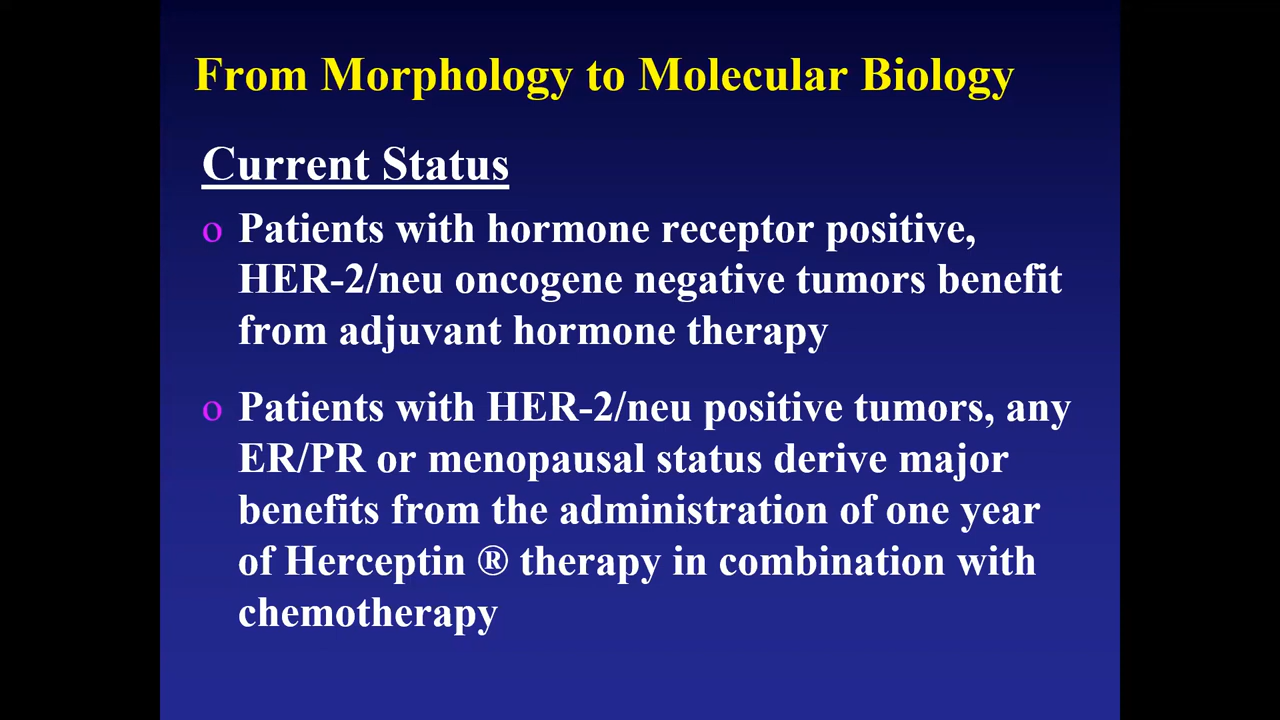 From Morphology to Molecular Biology
Current Status
o Patients with hormone receptor positive,
HER-2/neu oncogene negative tumors benefit
from adjuvant hormone therapy
o Patients with HER-2/neu positive tumors, any
ER/PR or menopausal status derive major
benefits from the administration of one year
of Herceptin ® therapy in combination with
chemotherapy